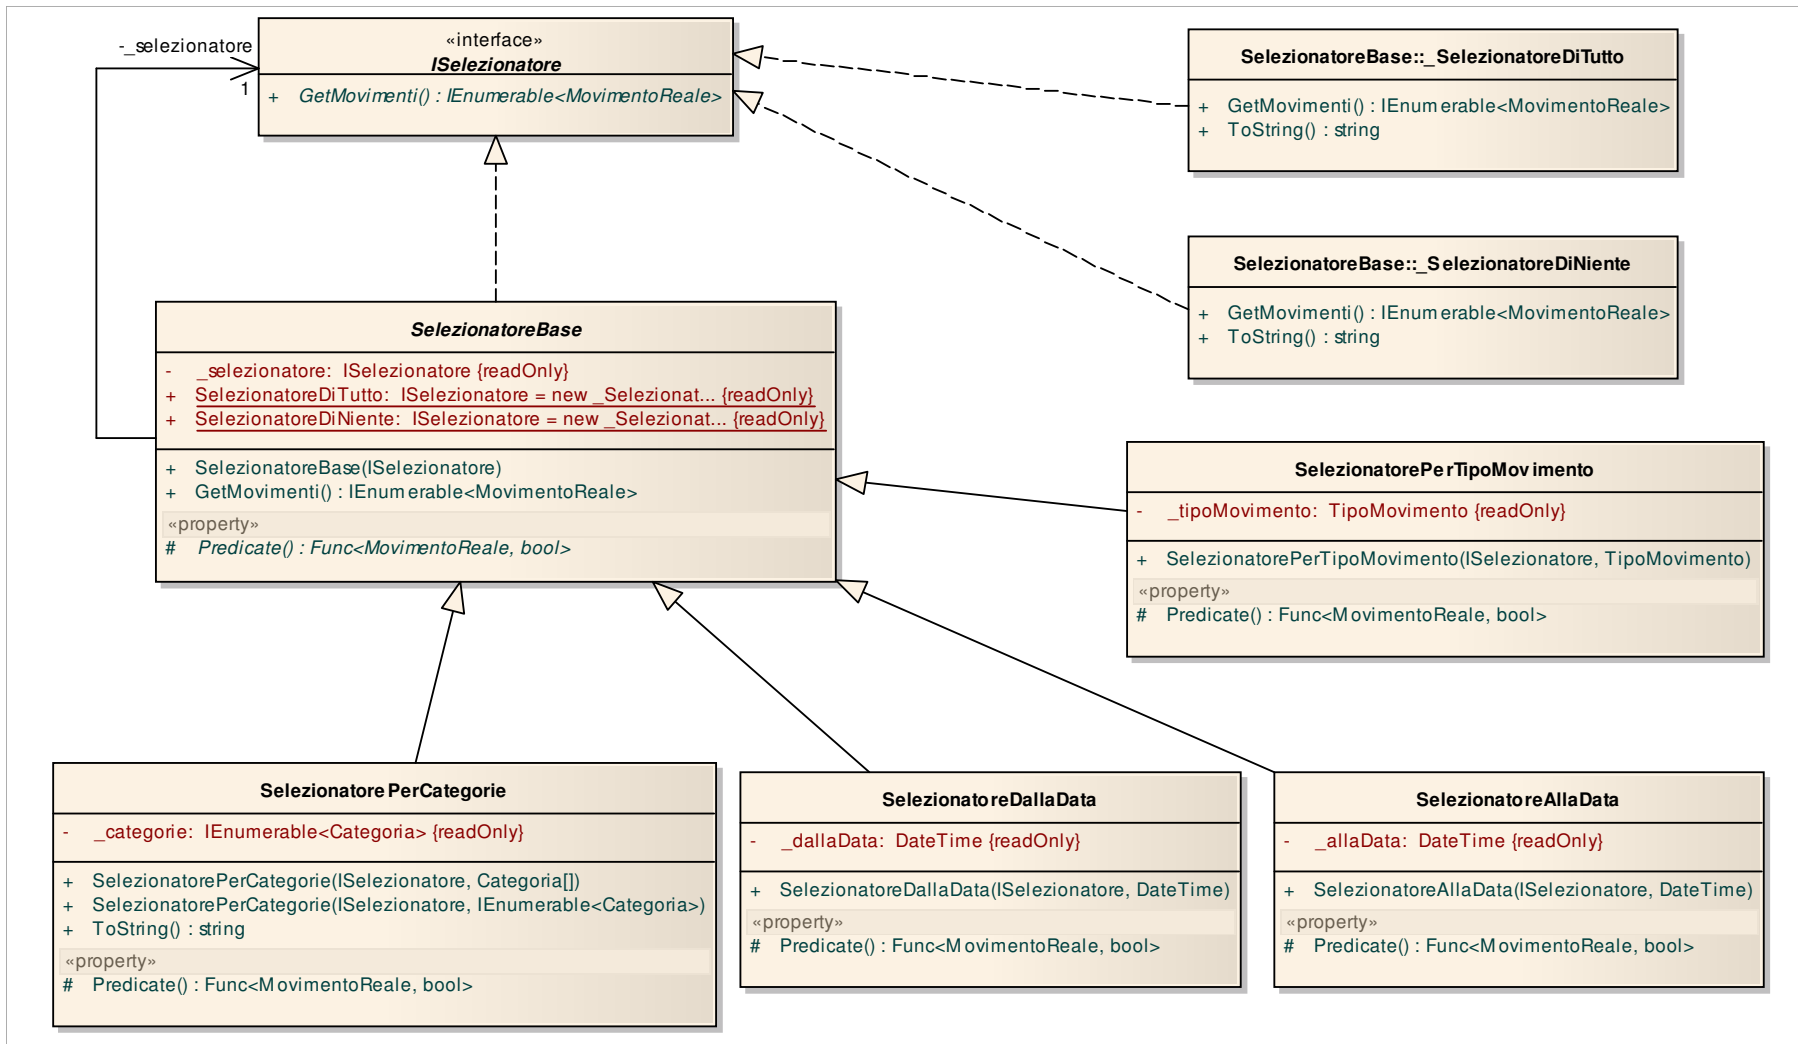 -_selezionatore
1
«interface»
ISelezionatore
+ GetMovimenti() : IEnumerable<MovimentoReale>
SelezionatoreBase::_SelezionatoreDiTutto
+ GetMovimenti() : IEnumerable<MovimentoReale>
+ ToString() : string
SelezionatoreBase::_SelezionatoreDiNiente
+ GetMovimenti() : IEnumerable<MovimentoReale>
+ ToString() : string
SelezionatoreBase
- _selezionatore: ISelezionatore {readOnly}
+ SelezionatoreDiTutto: ISelezionatore = new _Selezionat... {readOnly}
+ SelezionatoreDiNiente: ISelezionatore = new _Selezionat... {readOnly}
+ SelezionatoreBase(ISelezionatore)
+ GetMovimenti() : IEnumerable<MovimentoReale>
«property»
# Predicate() : Func<MovimentoReale, bool>
SelezionatorePerTipoMovimento
- _tipoMovimento: TipoMovimento {readOnly}
+ SelezionatorePerTipoMovimento(ISelezionatore, TipoMovimento)
«property»
# Predicate() : Func<MovimentoReale, bool>
SelezionatorePerCategorie
- _categorie: IEnumerable<Categoria> {readOnly}
+ SelezionatorePerCategorie(ISelezionatore, Categoria[])
+ SelezionatorePerCategorie(ISelezionatore, IEnumerable<Categoria>)
+ ToString() : string
«property»
# Predicate() : Func<MovimentoReale, bool>
SelezionatoreDallaData
- _dallaData: DateTime {readOnly}
+ SelezionatoreDallaData(ISelezionatore, DateTime)
«property»
# Predicate() : Func<MovimentoReale, bool>
SelezionatoreAllaData
- _allaData: DateTime {readOnly}
+ SelezionatoreAllaData(ISelezionatore, DateTime)
«property»
# Predicate() : Func<MovimentoReale, bool>